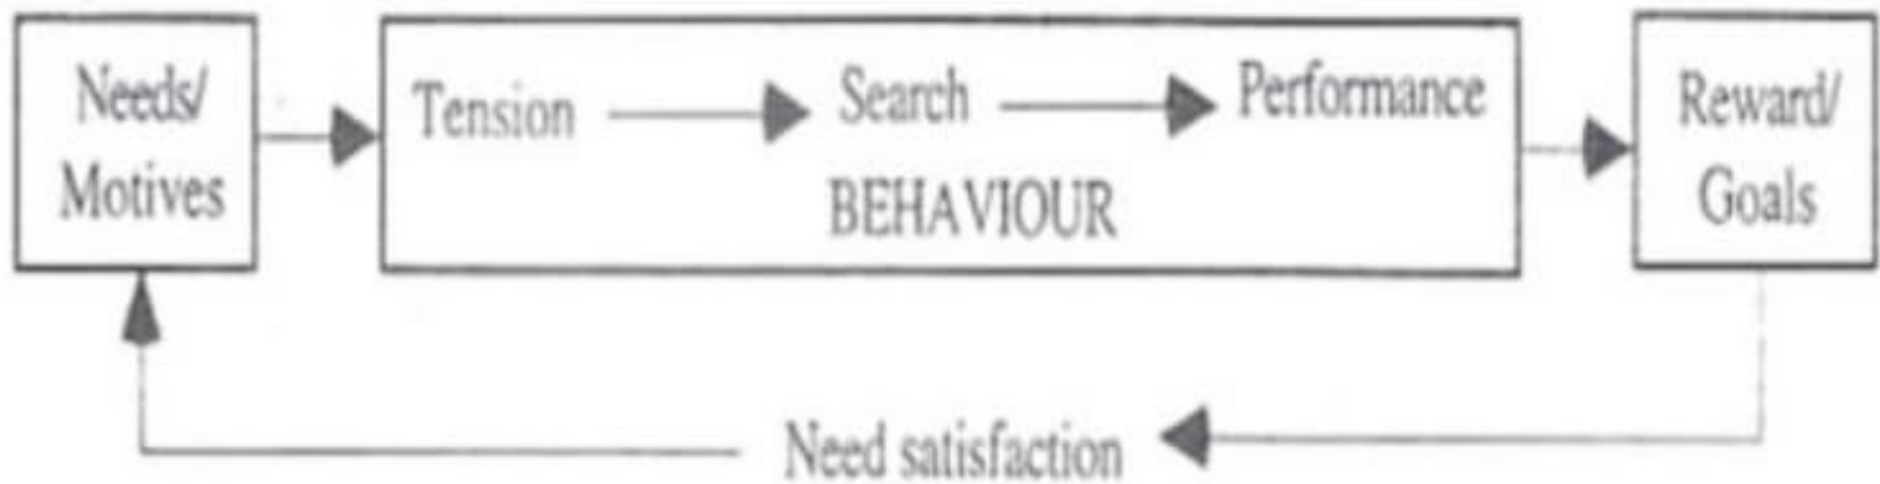 Needs/
Motives
Tension
Search
Performance
BEHAVIOUR
Reward/
Goals
Need satisfaction